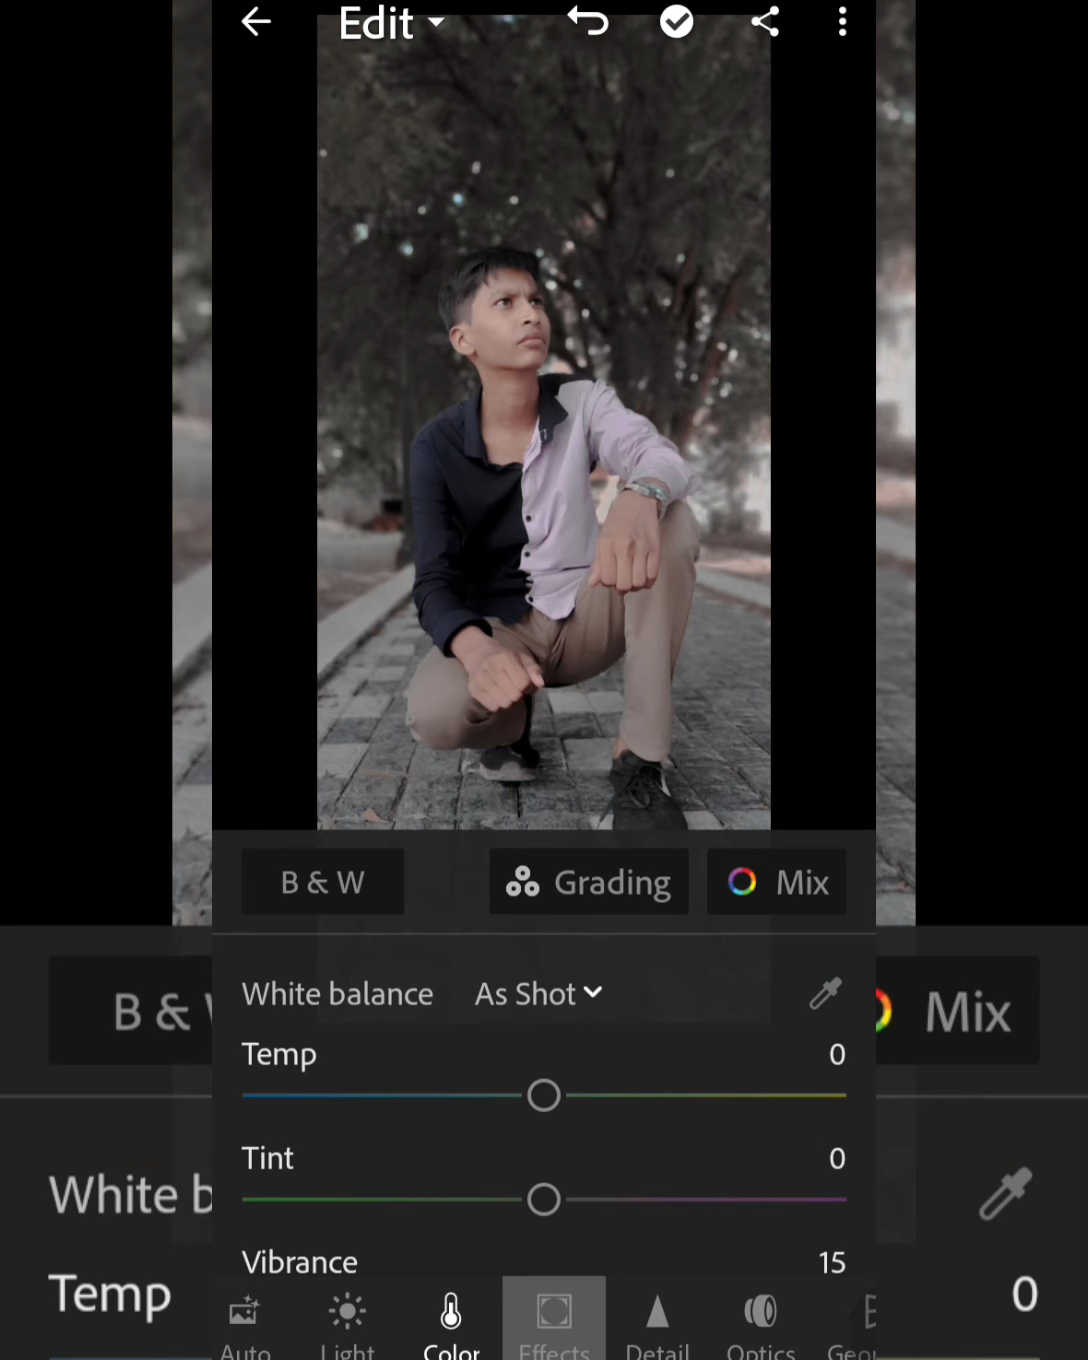 Edit
B & W
Grading
Mix
White balance As Shot
Temp 0
Tint 0
Vibrance 15
Auto Light Color Effects Detail Optics
B &
Mix
White b
Temp 0